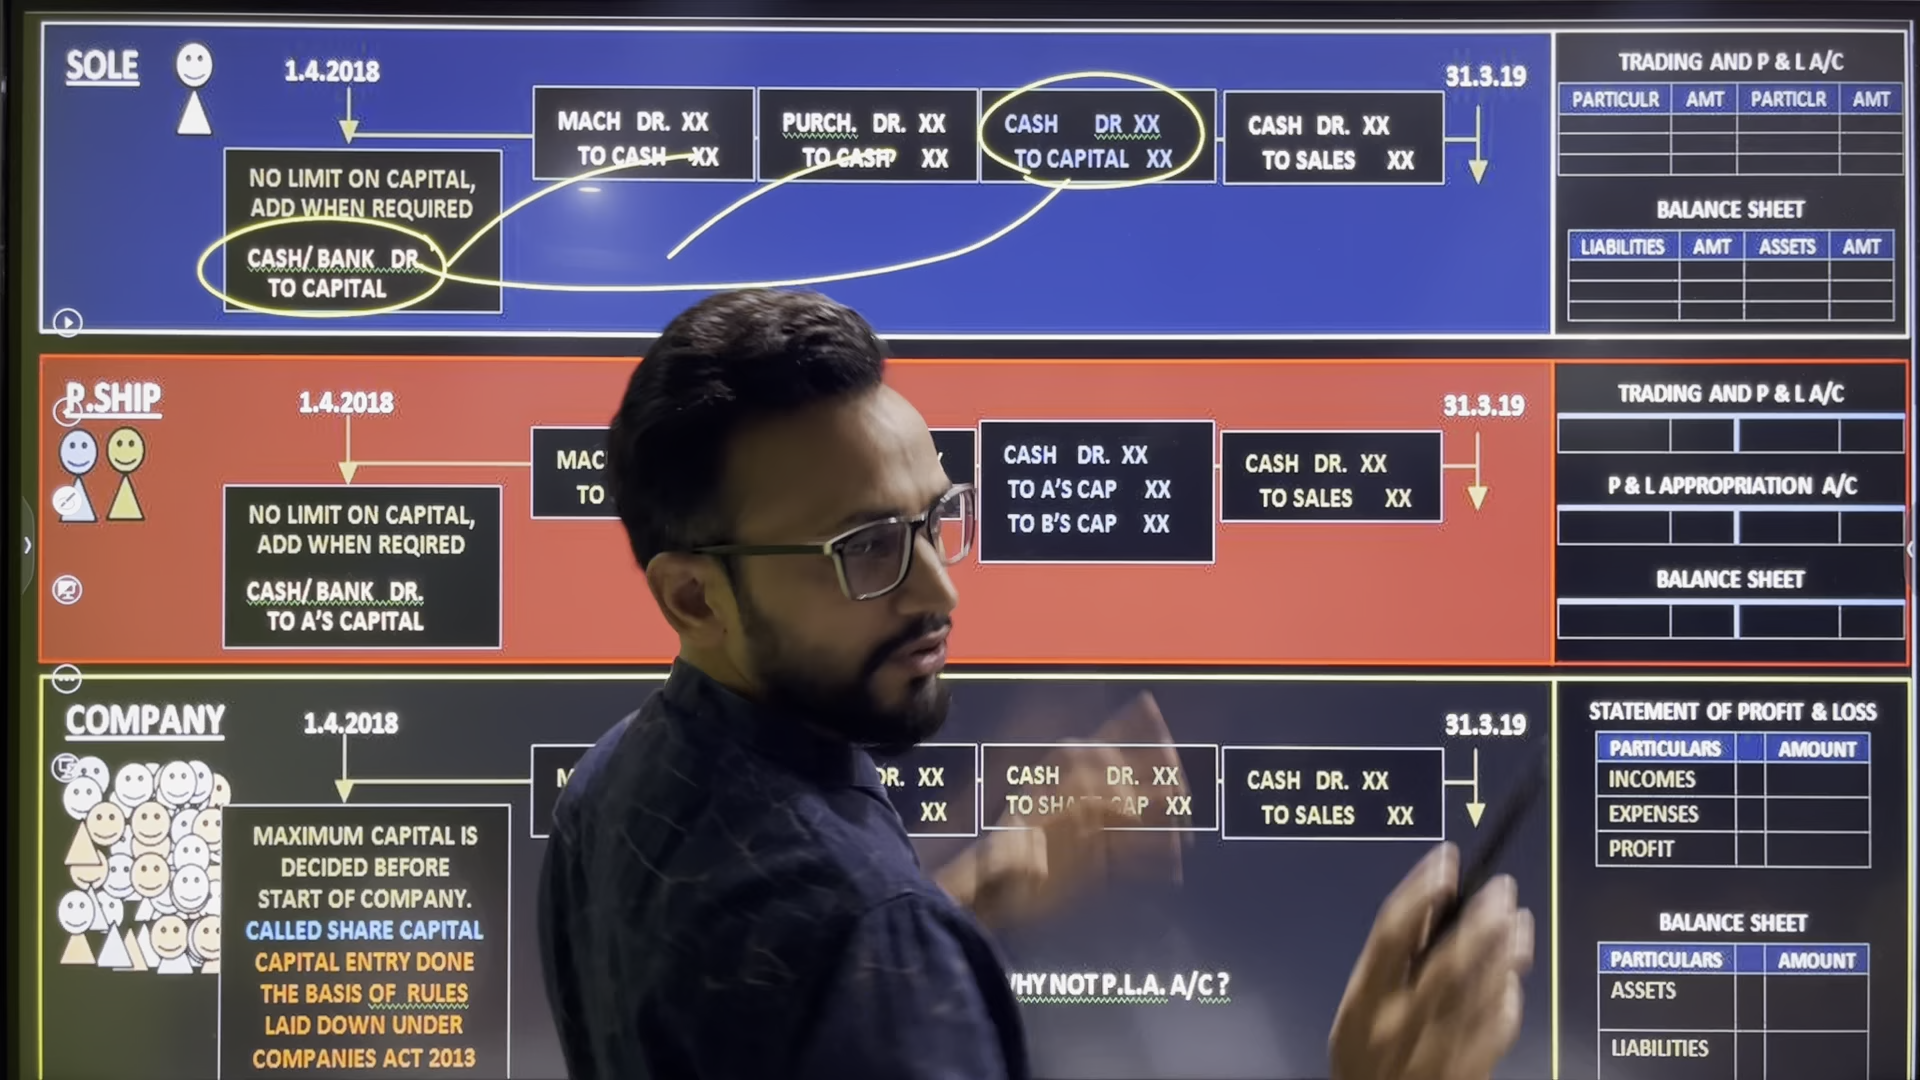 SOLE
1.4.2018
NO LIMIT ON CAPITAL,
ADD WHEN REQUIRED
CASH/ BANK DR.
TO CAPITAL
MACH DR. XX
TO CASH XX
PURCH. DR. XX
TO CASH XX
CASH DR XX
TO CAPITAL XX
CASH DR. XX
TO SALES XX
31.3.19
TRADING AND P & L A/C
PARTICULR AMT PARTICLR AMT
BALANCE SHEET
LIABILITIES AMT ASSETS AMT
P.SHIP
1.4.2018
NO LIMIT ON CAPITAL,
ADD WHEN REQIRED
CASH/ BANK DR.
TO A'S CAPITAL
TO
CASH DR. XX
TO A'S CAP XX
TO B'S CAP XX
CASH DR. XX
TO SALES XX
31.3.19
TRADING AND P & L A/C
P & L APPROPRIATION A/C
BALANCE SHEET
COMPANY
1.4.2018
MAXIMUM CAPITAL IS
DECIDED BEFORE
START OF COMPANY.
CALLED SHARE CAPITAL
CAPITAL ENTRY DONE
THE BASIS OF RULES
LAID DOWN UNDER
COMPANIES ACT 2013
DR. XX
XX
CASH DR. XX
TO SHARE CAP XX
CASH DR. XX
TO SALES XX
31.3.19
WHY NOT P.L.A. A/C ?
STATEMENT OF PROFIT & LOSS
PARTICULARS AMOUNT
INCOMES
EXPENSES
PROFIT
BALANCE SHEET
PARTICULARS AMOUNT
ASSETS
LIABILITIES